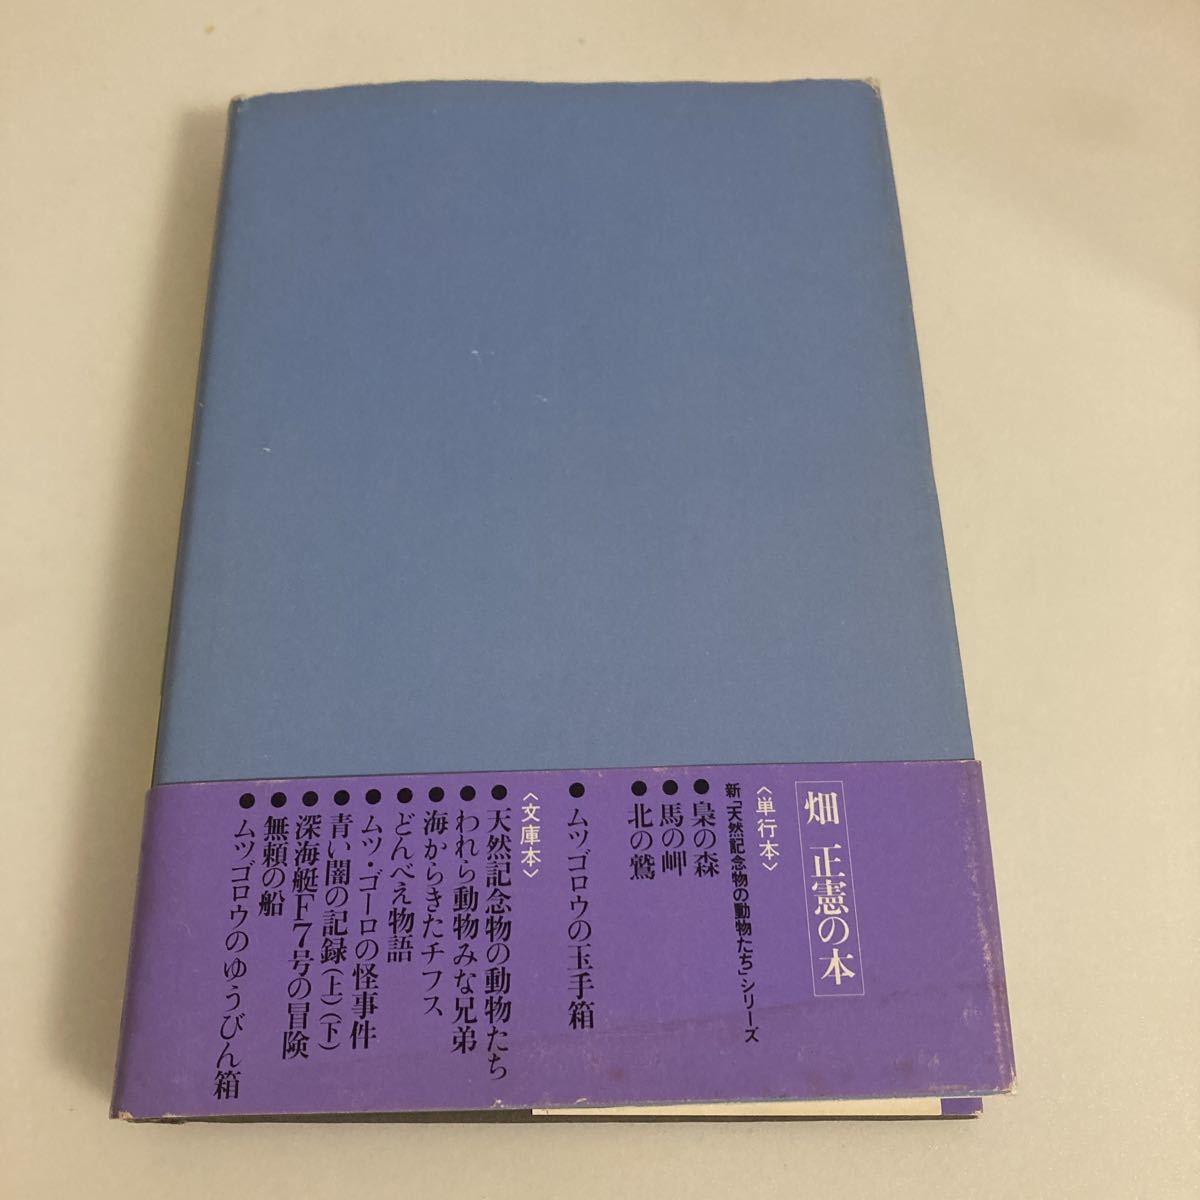 畑 正憲の本
〈単行本〉
新「天然記念物の動物たち」シリーズ
●梟の森
●馬の岬
●北の鷲
●ムツゴロウの玉手箱
〈文庫本〉
●天然記念物の動物たち
●われら動物みな兄弟
●海からきたチフス
●どんべえ物語
●ムツ・ゴーロの怪事件
●青い闇の記録(上)(下)
●深海艇F7号の冒険
●無頼の船
●ムツゴロウのゆうびん箱